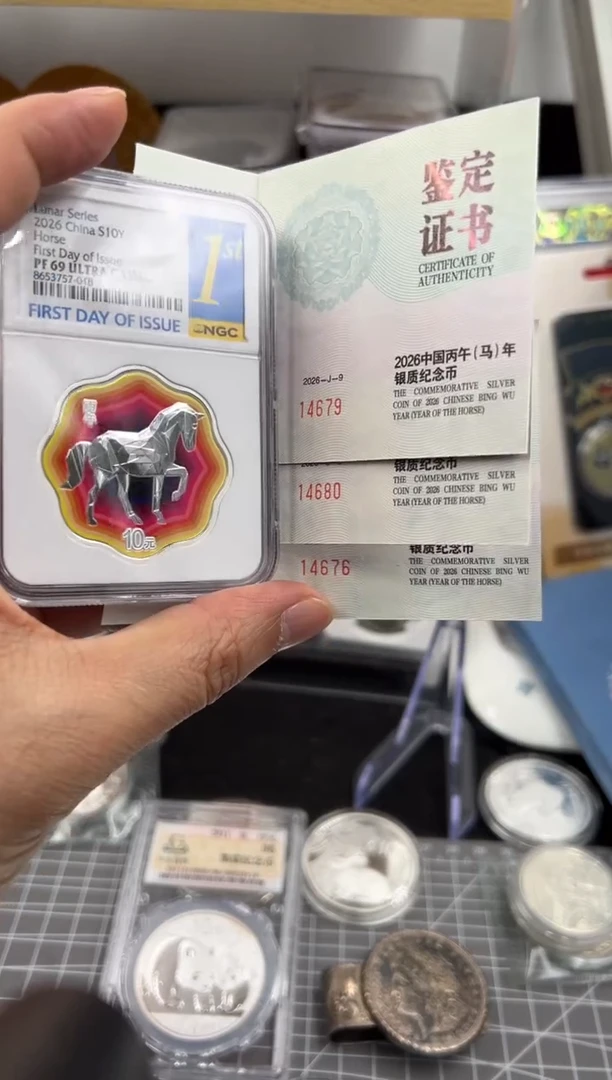 Lunar Series
2026 China S10Y
Horse
First Day of Issue
PF 69 ULTRA
8653757-0
1st
FIRST DAY OF ISSUE
NGC
10元
鉴定
证书
CERTIFICATE OF
AUTHENTICITY
2026-J-9
14679
2026中国丙午(马)年
银质纪念币
THE COMMEMORATIVE SILVER
COIN OF 2026 CHINESE BING WU
YEAR (YEAR OF THE HORSE)
14680
银质纪念币
THE COMMEMORATIVE SILVER
COIN OF 2026 CHINESE BING WU
YEAR (YEAR OF THE HORSE)
14676
银质纪念币
THE COMMEMORATIVE SILVER
COIN OF 2026 CHINESE BING WU
YEAR (YEAR OF THE HORSE)